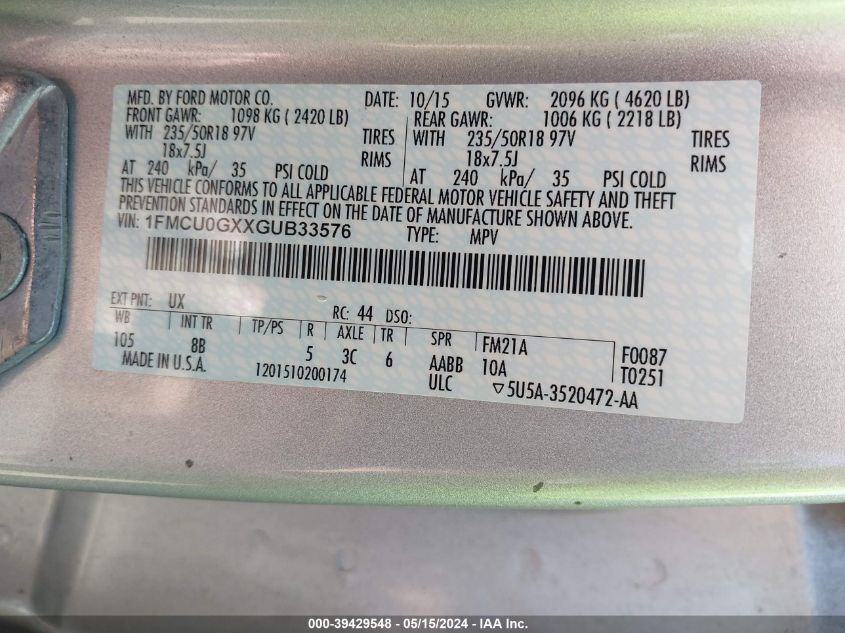 MFD. BY FORD MOTOR CO. DATE: 10/15 GVWR: 2096 KG ( 4620 LB)
FRONT GAWR: 1098 KG ( 2420 LB) REAR GAWR: 1006 KG ( 2218 LB)
WITH 235/50R18 97V TIRES WITH 235/50R18 97V TIRES
18x7.5J RIMS 18x7.5J RIMS
AT 240 kPa/ 35 PSI COLD AT 240 kPa/ 35 PSI COLD
THIS VEHICLE CONFORMS TO ALL APPLICABLE FEDERAL MOTOR VEHICLE SAFETY AND THEFT
PREVENTION STANDARDS IN EFFECT ON THE DATE OF MANUFACTURE SHOWN ABOVE.
VIN: 1FMCU0GXXGUB33576 TYPE: MPV
EXT PNT: UX RC: 44 DSO:
WB INT TR TP/PS R AXLE TR SPR FM21A F0087
105 8B 5 3C 6 AABB 10A T0251
MADE IN U.S.A. 1201510200174 ULC ▽5U5A-3520472-AA
000-39429548 - 05/15/2024 - IAA Inc.